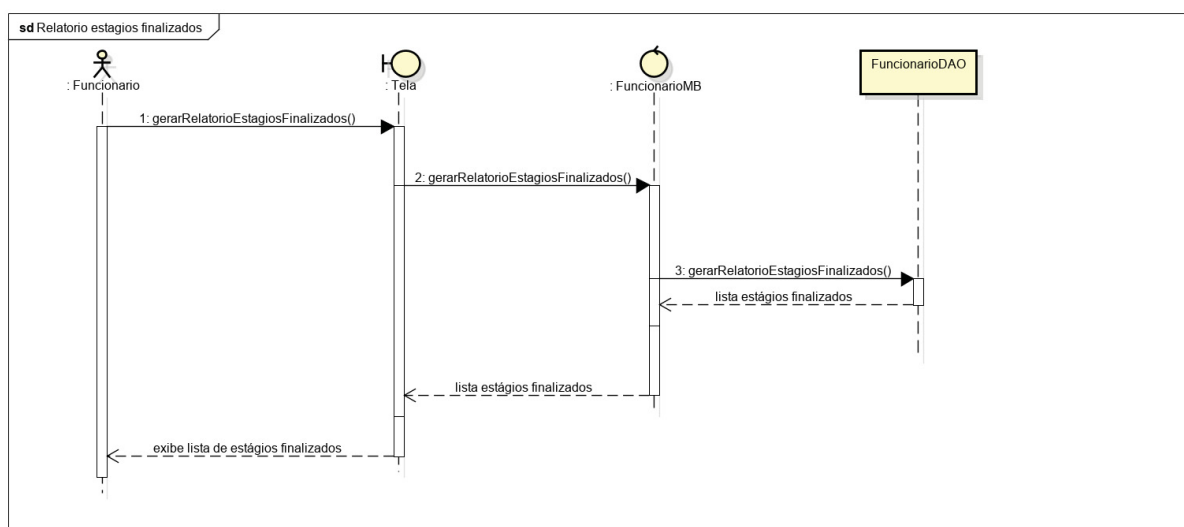 sd Relatorio estagios finalizados
: Funcionario
: Tela
: FuncionarioMB
FuncionarioDAO
1: gerarRelatorioEstagiosFinalizados()
2: gerarRelatorioEstagiosFinalizados()
3: gerarRelatorioEstagiosFinalizados()
lista estágios finalizados
lista estágios finalizados
exibe lista de estágios finalizados